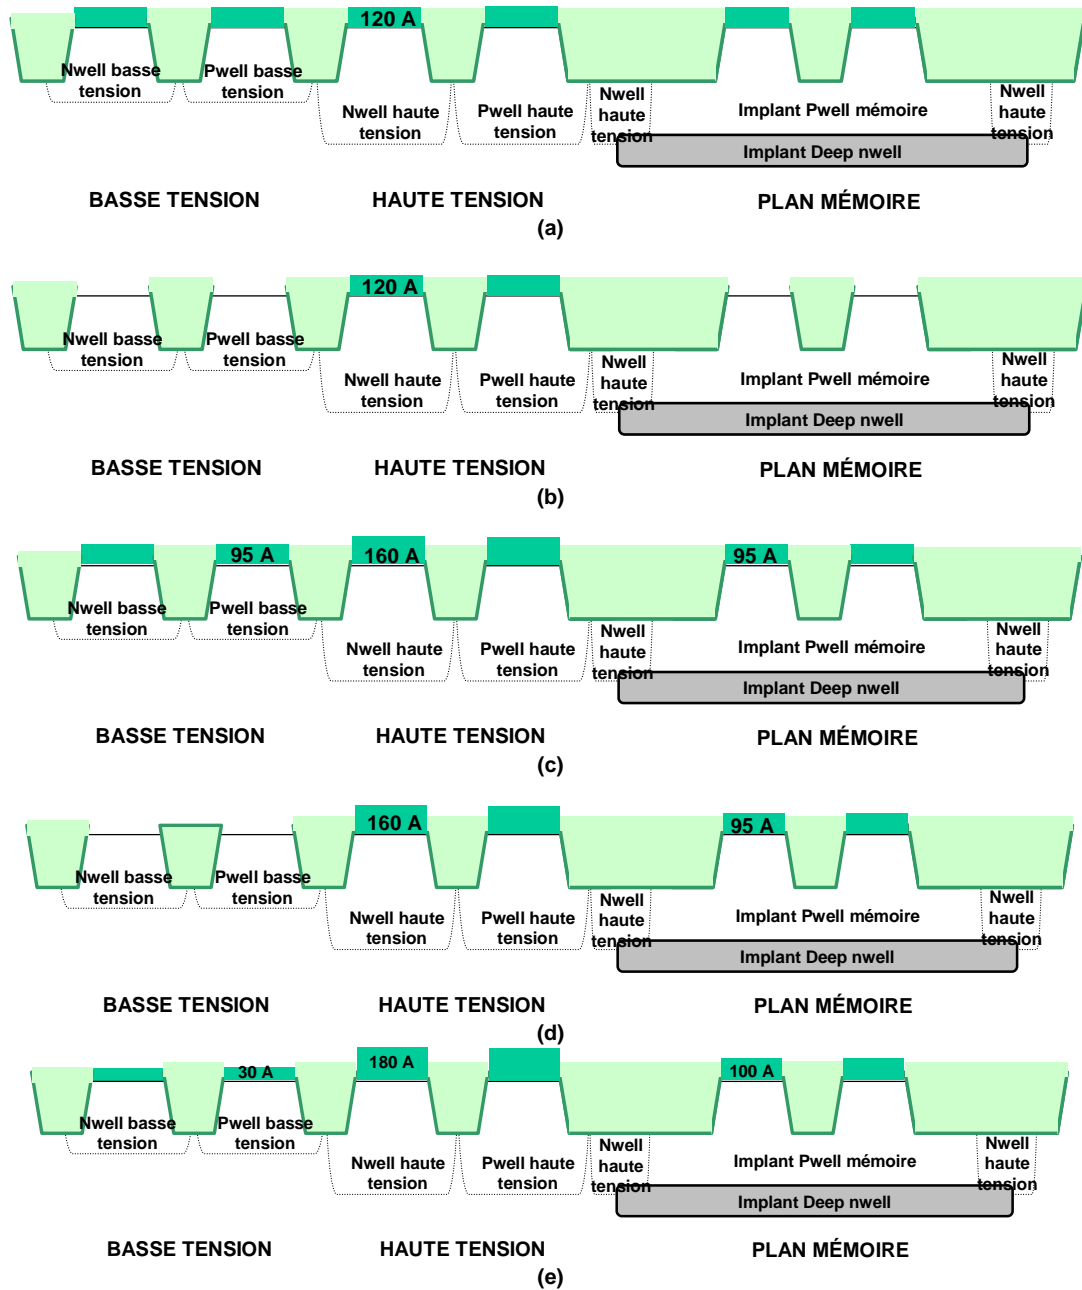 120 A
Nwell basse
tension
Pwell basse
tension
Nwell haute
tension
Pwell haute
tension
Nwell
haute
tension
Implant Pwell mémoire
Nwell
haute
tension
Implant Deep nwell
BASSE TENSION
HAUTE TENSION
PLAN MÉMOIRE
(a)
120 A
Nwell basse
tension
Pwell basse
tension
Nwell haute
tension
Pwell haute
tension
Nwell
haute
tension
Implant Pwell mémoire
Nwell
haute
tension
Implant Deep nwell
BASSE TENSION
HAUTE TENSION
PLAN MÉMOIRE
(b)
95 A
160 A
95 A
Nwell basse
tension
Pwell basse
tension
Nwell haute
tension
Pwell haute
tension
Nwell
haute
tension
Implant Pwell mémoire
Nwell
haute
tension
Implant Deep nwell
BASSE TENSION
HAUTE TENSION
PLAN MÉMOIRE
(c)
160 A
95 A
Nwell basse
tension
Pwell basse
tension
Nwell haute
tension
Pwell haute
tension
Nwell
haute
tension
Implant Pwell mémoire
Nwell
haute
tension
Implant Deep nwell
BASSE TENSION
HAUTE TENSION
PLAN MÉMOIRE
(d)
30 A
180 A
100 A
Nwell basse
tension
Pwell basse
tension
Nwell haute
tension
Pwell haute
tension
Nwell
haute
tension
Implant Pwell mémoire
Nwell
haute
tension
Implant Deep nwell
BASSE TENSION
HAUTE TENSION
PLAN MÉMOIRE
(e)